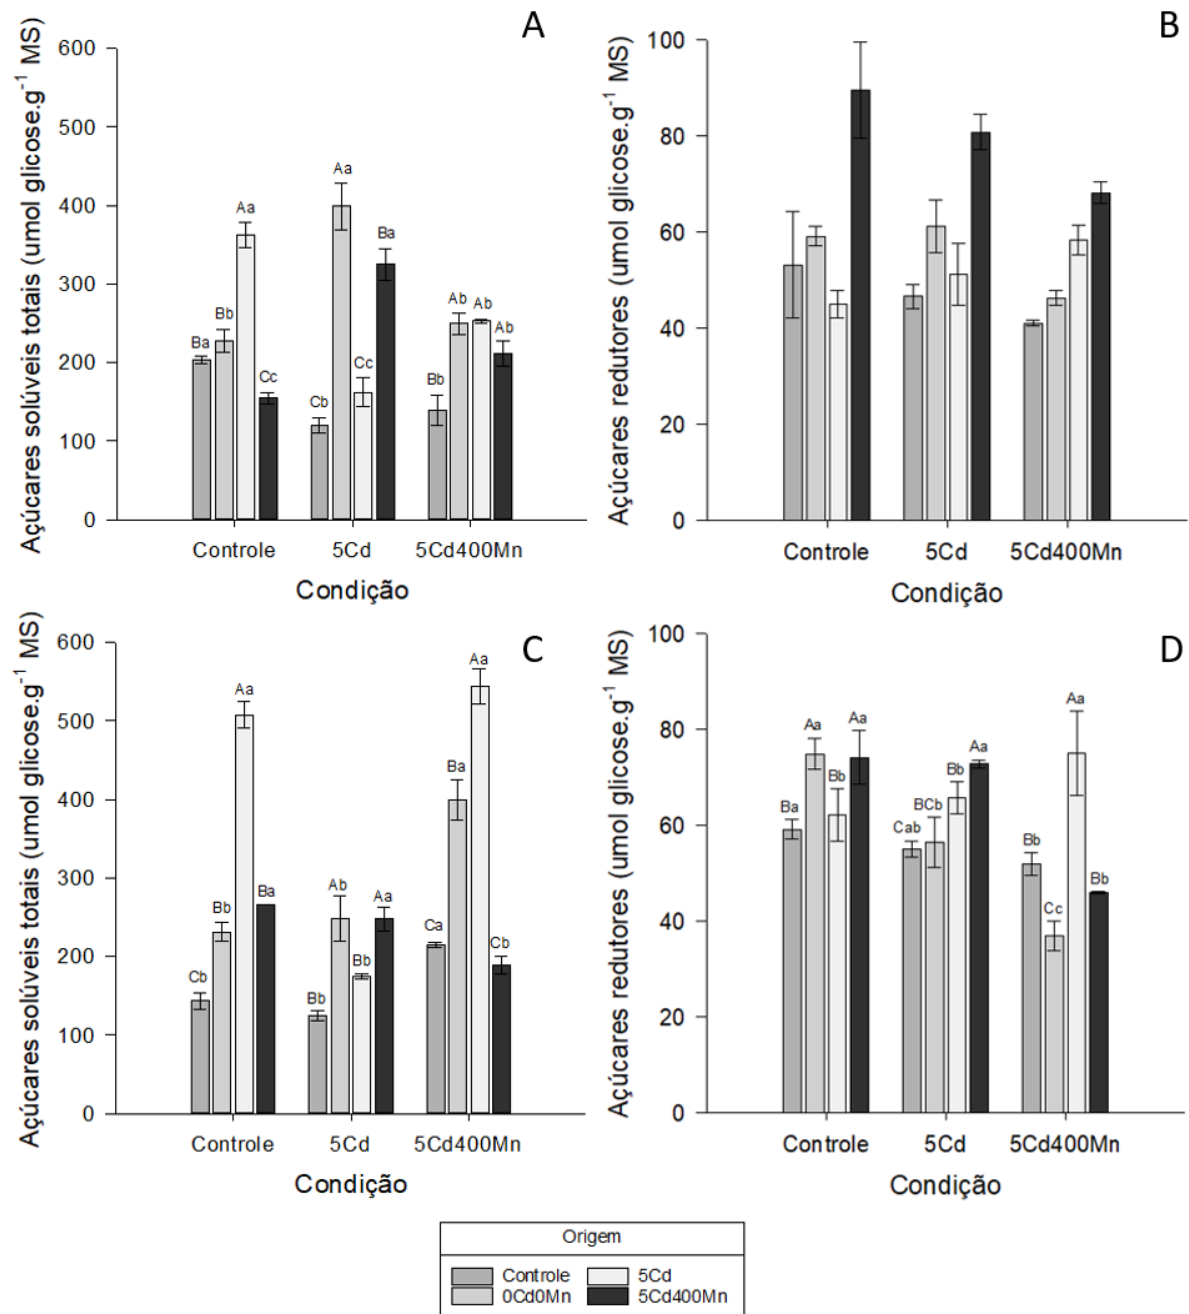 A
Açúcares solúveis totais (umol glicose.g⁻¹ MS)
600
500
400
300
200
100
0
Ba
Bb
Aa
Cc
Cb
Aa
Cc
Ba
Bb
Ab
Ab
Ab
Controle 5Cd 5Cd400Mn
Condição
B
Açúcares redutores (umol glicose.g⁻¹ MS)
100
80
60
40
20
0
Controle 5Cd 5Cd400Mn
Condição
C
Açúcares solúveis totais (umol glicose.g⁻¹ MS)
600
500
400
300
200
100
0
Cb
Bb
Aa
Ba
Bb
Ab
Bb
Aa
Ca
Ba
Aa
Cb
Controle 5Cd 5Cd400Mn
Condição
D
Açúcares redutores (umol glicose.g⁻¹ MS)
100
80
60
40
20
0
Ba
Aa
Bb
Aa
Cab
BCb
Bb
Aa
Bb
Cc
Aa
Bb
Controle 5Cd 5Cd400Mn
Condição
Origem
Controle 5Cd
0Cd0Mn 5Cd400Mn